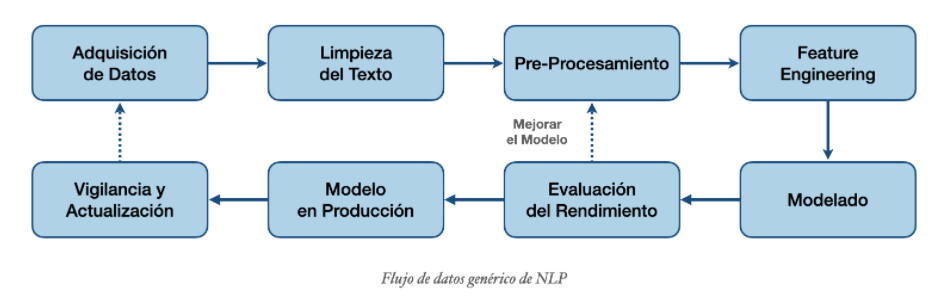 Adquisición
de Datos
Limpieza
del Texto
Pre-Procesamiento
Feature
Engineering
Mejorar
el Modelo
Vigilancia y
Actualización
Modelo
en Producción
Evaluación
del Rendimiento
Modelado
Flujo de datos genérico de NLP